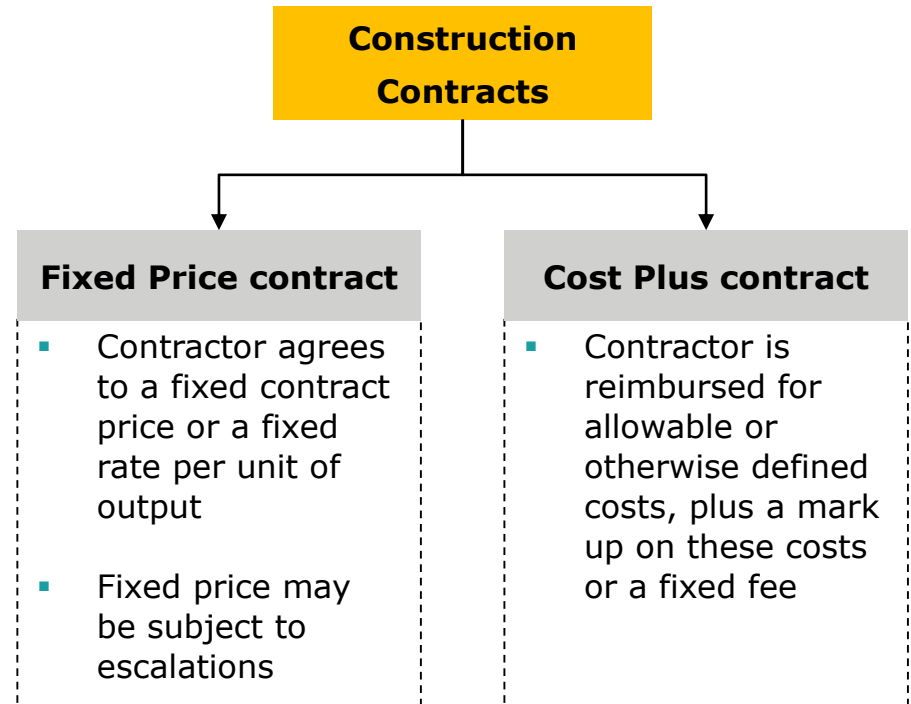 Construction
Contracts
Fixed Price contract
▪ Contractor agrees
to a fixed contract
price or a fixed
rate per unit of
output
▪ Fixed price may
be subject to
escalations
Cost Plus contract
▪ Contractor is
reimbursed for
allowable or
otherwise defined
costs, plus a mark
up on these costs
or a fixed fee